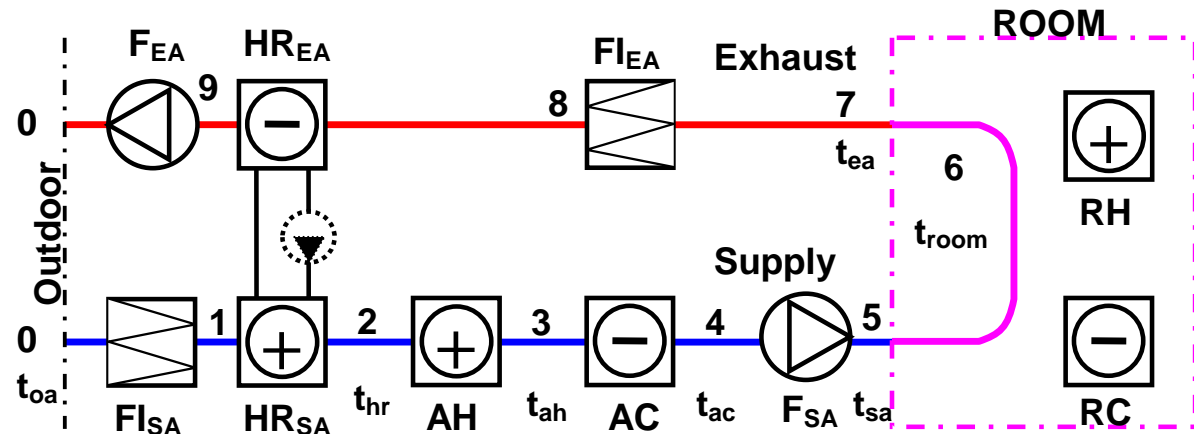 ROOM
F_EA
HR_EA
FI_EA
Exhaust
0
9
8
7
t_ea
6
RH
Outdoor
t_room
Supply
0
1
2
3
4
5
t_oa
FI_SA
HR_SA
t_hr
AH
t_ah
AC
t_ac
F_SA
t_sa
RC